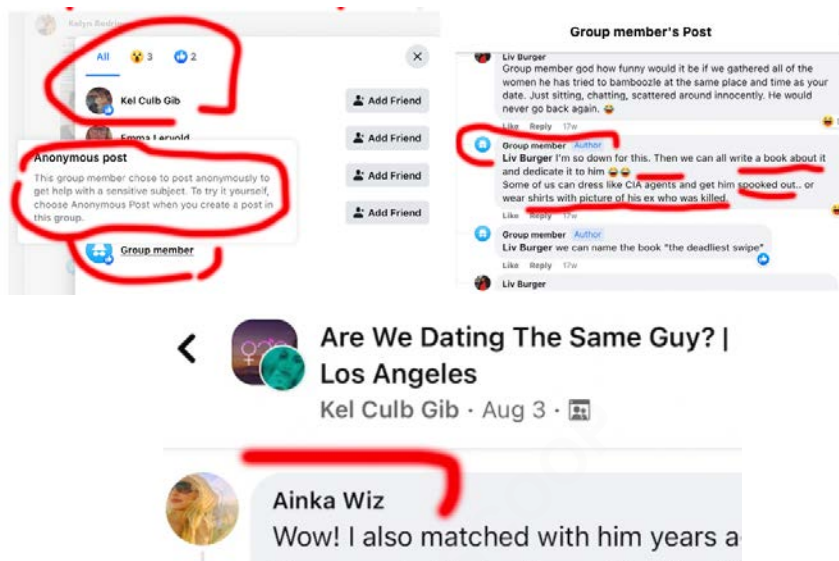 Kelyn Rodri
All 3 2
Kel Culb Gib
Add Friend
Emma
Add Friend
Anonymous post
This group member chose to post anonymously to
get help with a sensitive subject. To try it yourself,
choose Anonymous Post when you create a post in
this group.
Add Friend
Add Friend
Group member
Group member's Post
Liv Burger
Group member god how funny would it be if we gathered all of the
women he has tried to bamboozle at the same place and time as your
date. Just sitting, chatting, scattered around innocently. He would
never go back again. 😂
Like Reply 17w
Group member Author
Liv Burger I'm so down for this. Then we can all write a book about it
and dedicate it to him 😂😂
Some of us can dress like CIA agents and get him spooked out.. or
wear shirts with picture of his ex who was killed.
Like Reply 17w
Group member Author
Liv Burger we can name the book "the deadliest swipe"
Like Reply 17w
Liv Burger
Are We Dating The Same Guy? |
Los Angeles
Kel Culb Gib · Aug 3 ·
Ainka Wiz
Wow! I also matched with him years a